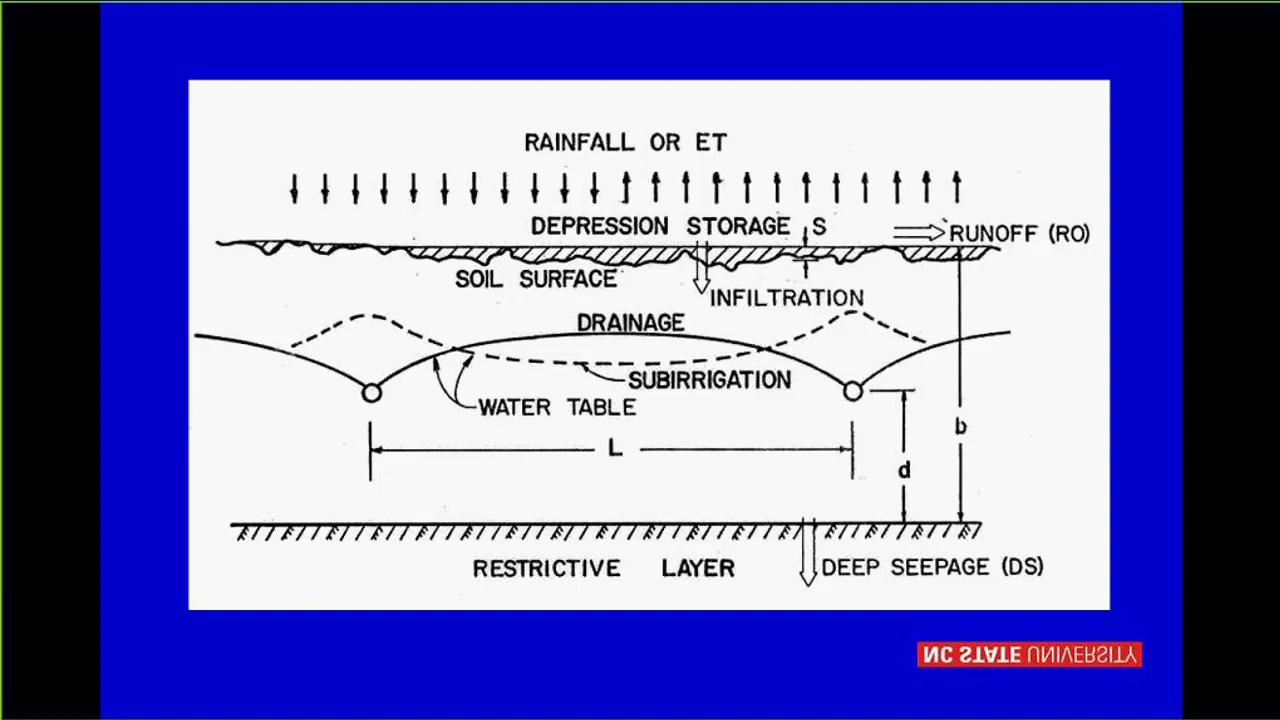 RAINFALL OR ET
DEPRESSION STORAGE S
RUNOFF (RO)
SOIL SURFACE
INFILTRATION
DRAINAGE
SUBIRRIGATION
WATER TABLE
b
L
d
RESTRICTIVE LAYER
DEEP SEEPAGE (DS)
NC STATE UNIVERSITY